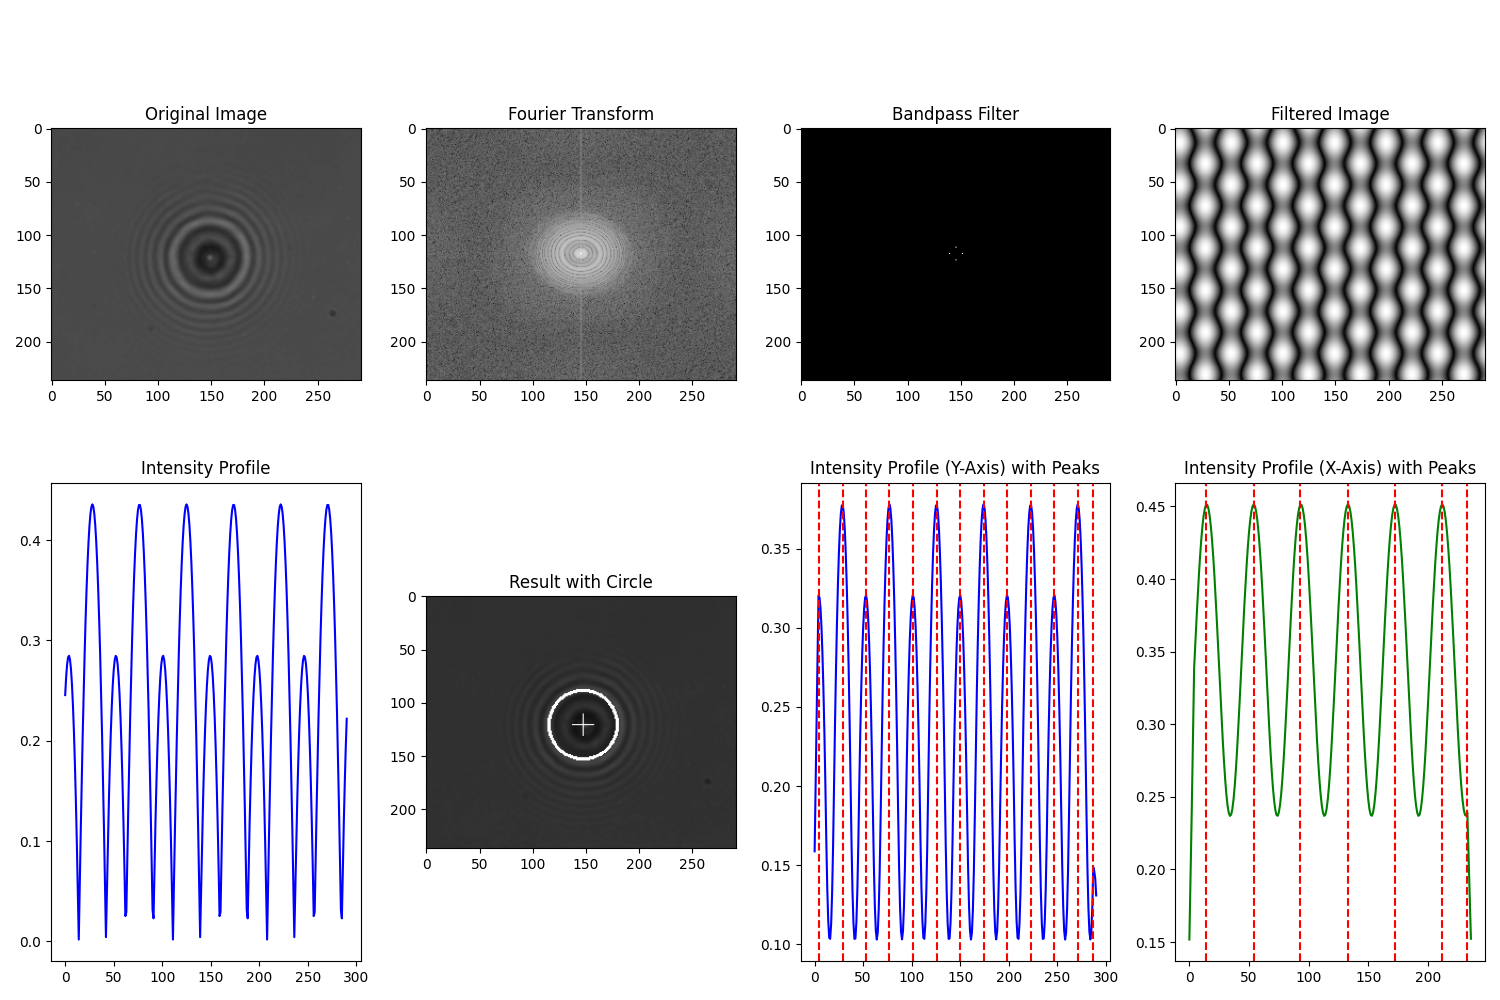 Original Image
Fourier Transform
Bandpass Filter
Filtered Image
0
50
100
150
200
0 50 100 150 200 250
0
50
100
150
200
0 50 100 150 200 250
0
50
100
150
200
0 50 100 150 200 250
0
50
100
150
200
0 50 100 150 200 250
Intensity Profile
0.4
0.3
0.2
0.1
0.0
0 50 100 150 200 250 300
Result with Circle
0
50
100
150
200
0 50 100 150 200 250
Intensity Profile (Y-Axis) with Peaks
0.35
0.30
0.25
0.20
0.15
0.10
0 50 100 150 200 250 300
Intensity Profile (X-Axis) with Peaks
0.45
0.40
0.35
0.30
0.25
0.20
0.15
0 50 100 150 200